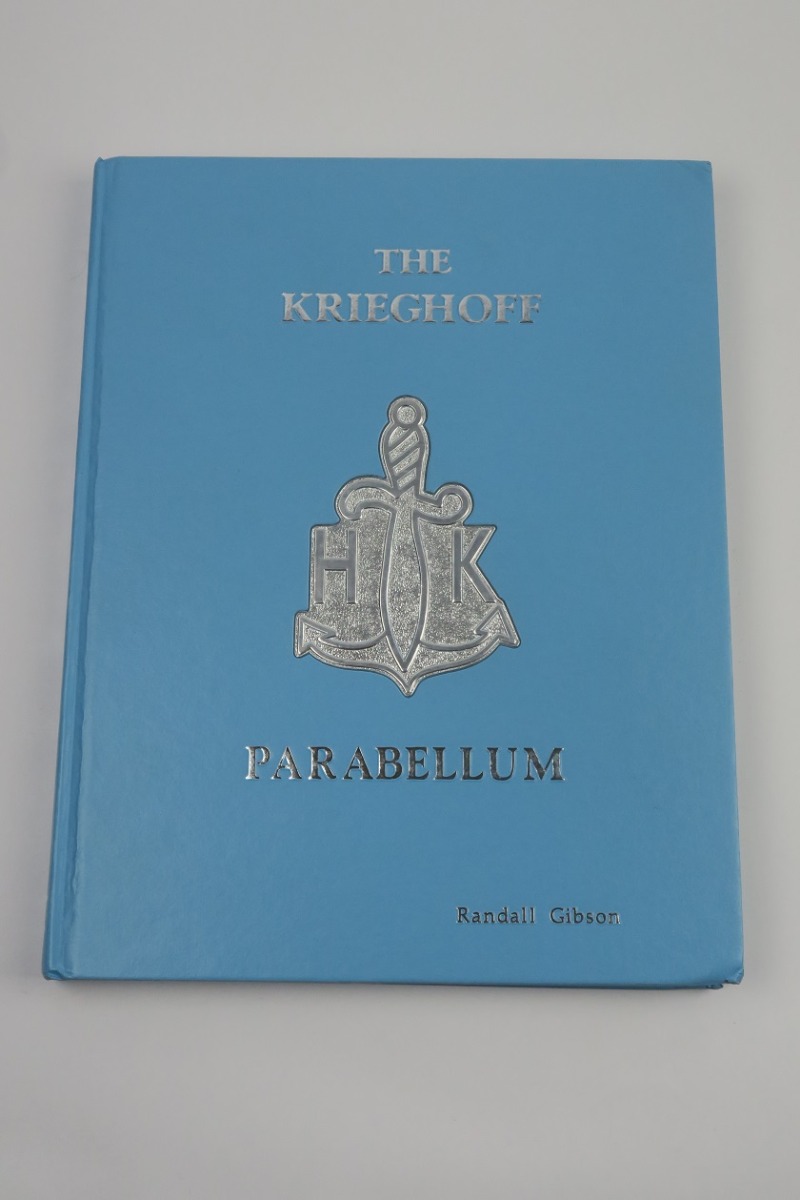 THE
KRIEGHOFF
H K
PARABELLUM
Randall Gibson